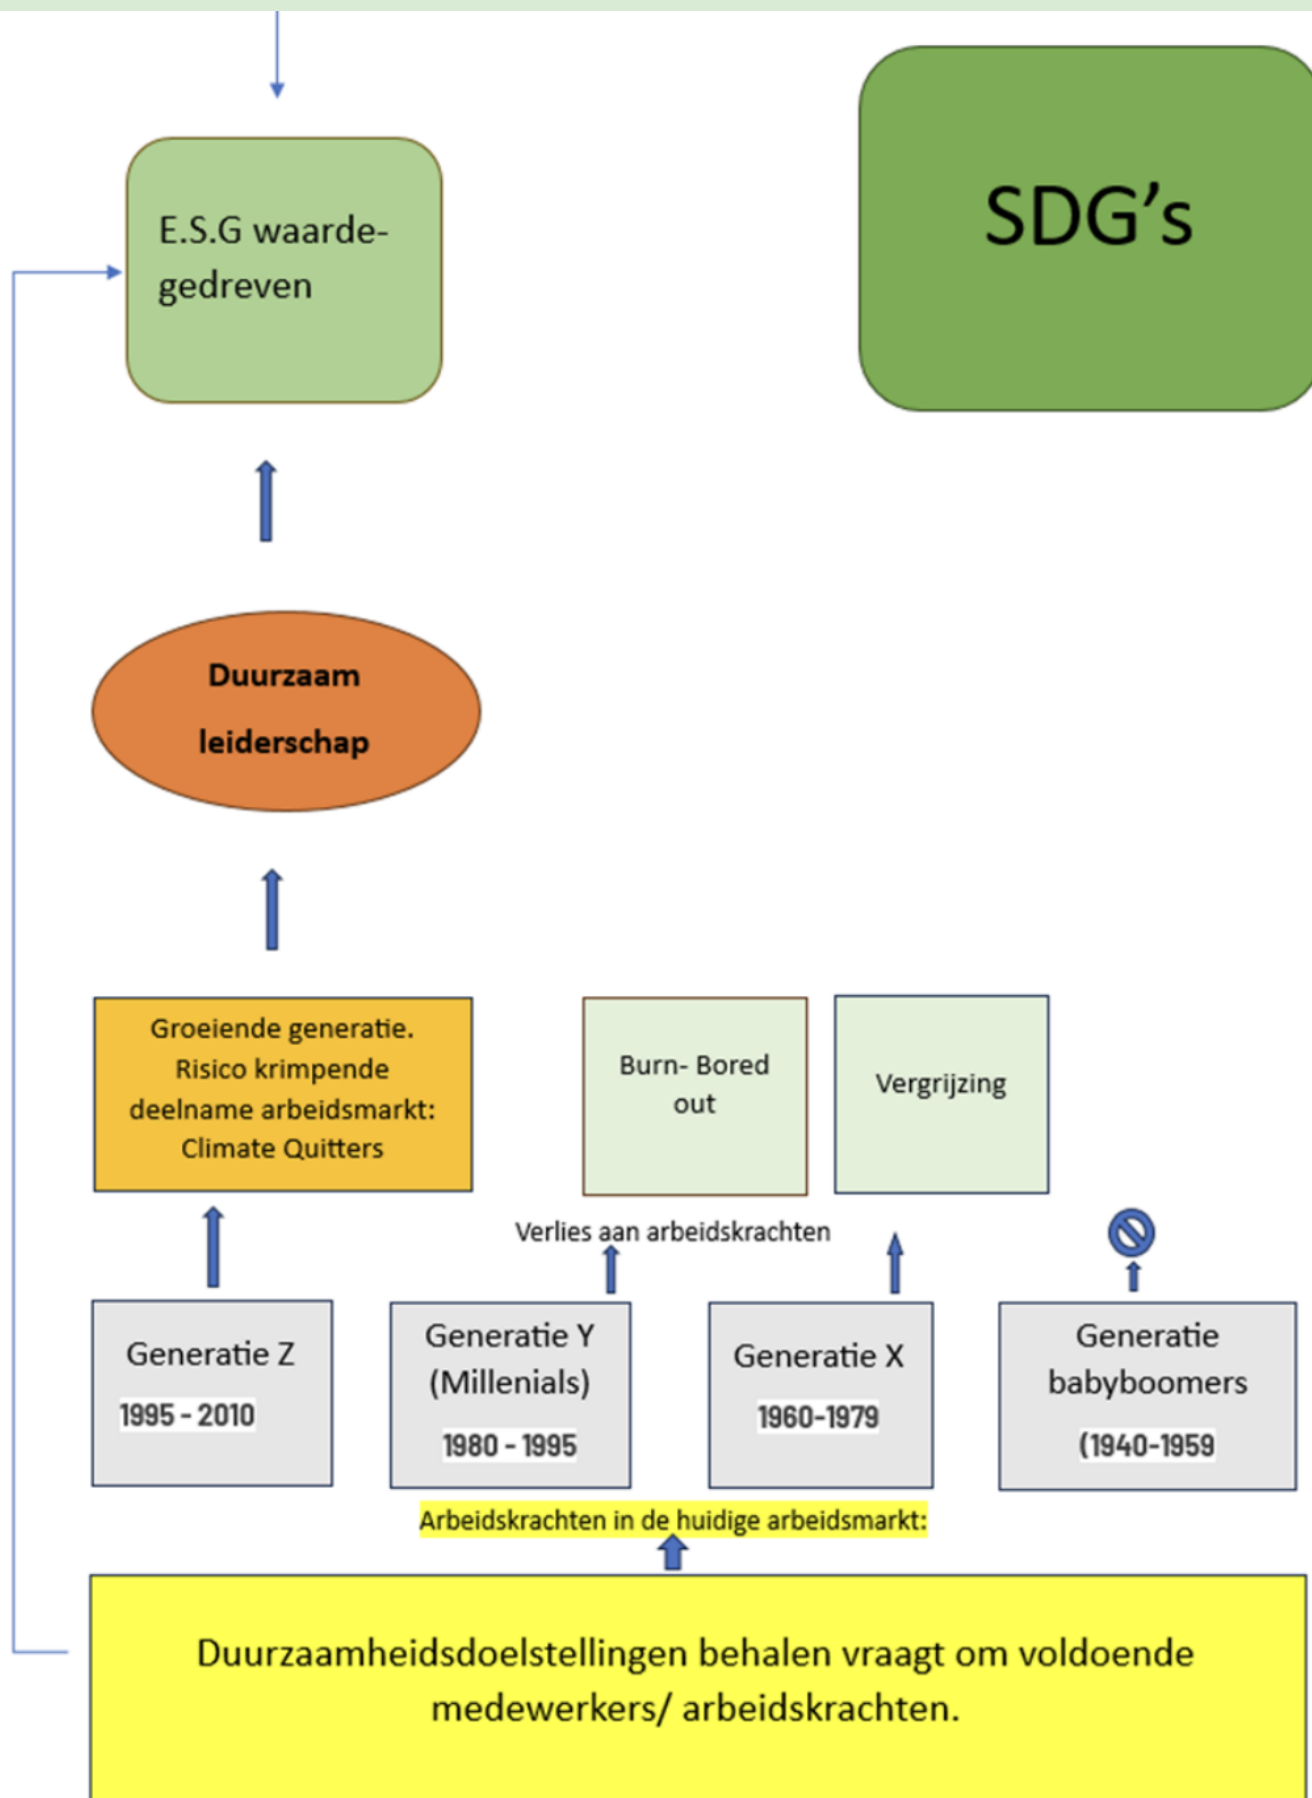 E.S.G waarde-
gedreven
SDG’s
Duurzaam
leiderschap
Groeiende generatie.
Risico krimpende
deelname arbeidsmarkt:
Climate Quitters
Burn- Bored
out
Vergrijzing
Verlies aan arbeidskrachten
Generatie Z
1995 - 2010
Generatie Y
(Millenials)
1980 - 1995
Generatie X
1960-1979
Generatie
babyboomers
(1940-1959
Arbeidskrachten in de huidige arbeidsmarkt:
Duurzaamheidsdoelstellingen behalen vraagt om voldoende
medewerkers/ arbeidskrachten.